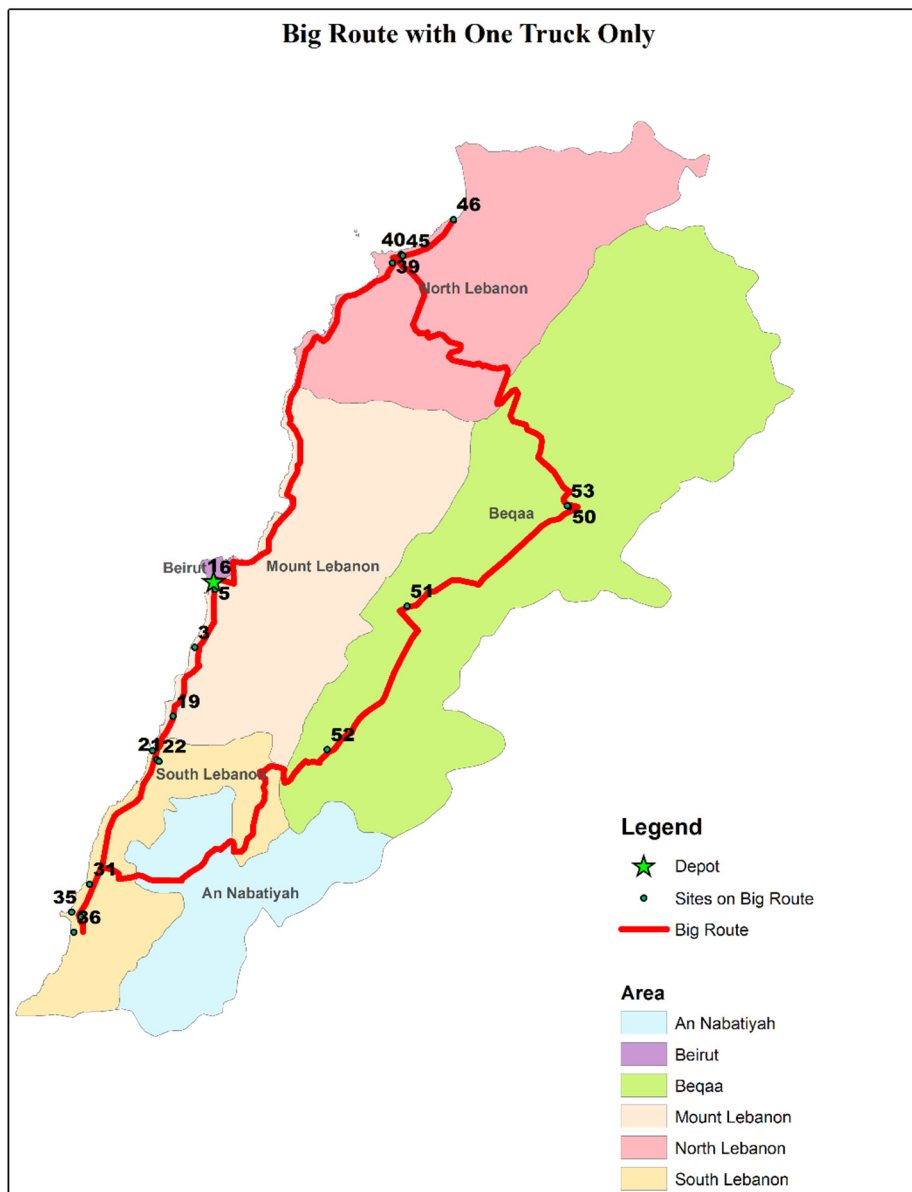 Big Route with One Truck Only
46
40 45
39
North Lebanon
53
50
Beqaa
16
Beirut
Mount Lebanon
5
51
3
19
52
21 22
South Lebanon
31
An Nabatiyah
35
36
Legend
Depot
Sites on Big Route
Big Route
Area
An Nabatiyah
Beirut
Beqaa
Mount Lebanon
North Lebanon
South Lebanon